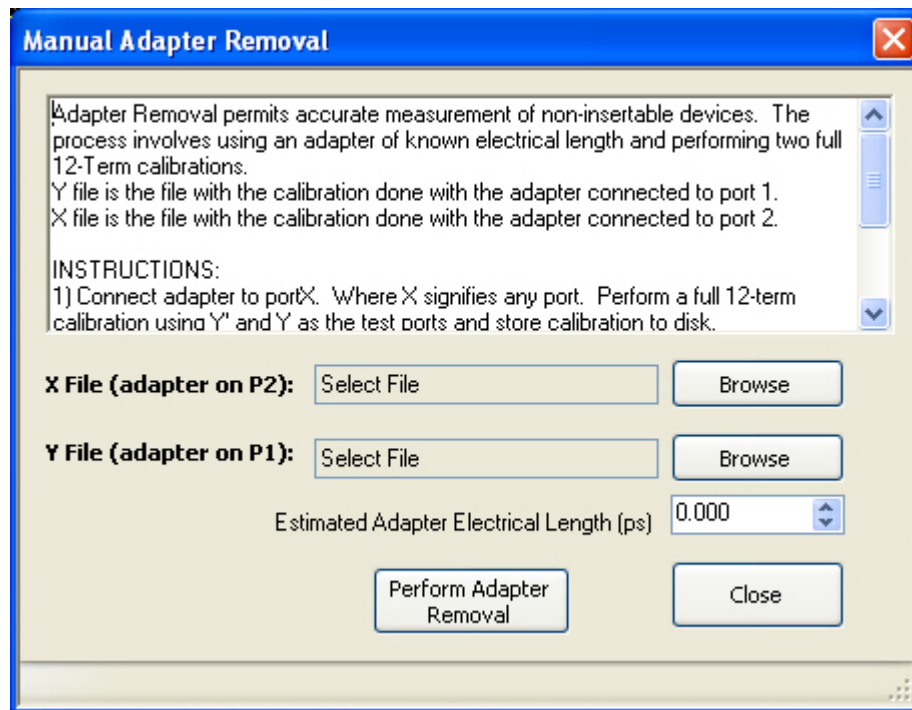 Manual Adapter Removal
Adapter Removal permits accurate measurement of non-insertable devices.  The
process involves using an adapter of known electrical length and performing two full
12-Term calibrations.
Y file is the file with the calibration done with the adapter connected to port 1.
X file is the file with the calibration done with the adapter connected to port 2.
INSTRUCTIONS:
1) Connect adapter to portX.  Where X signifies any port.  Perform a full 12-term
calibration using Y' and Y as the test ports and store calibration to disk.
X File (adapter on P2): Select File Browse
Y File (adapter on P1): Select File Browse
Estimated Adapter Electrical Length (ps) 0.000
Perform Adapter
Removal
Close